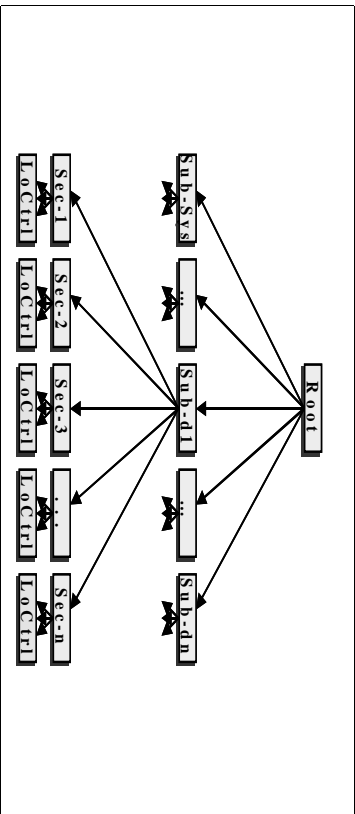 Root
Sub-Sys
...
Sub-d1
...
Sub-dn
Sec-1
Sec-2
Sec-3
. . .
Sec-n
LoCtrl
LoCtrl
LoCtrl
LoCtrl
LoCtrl